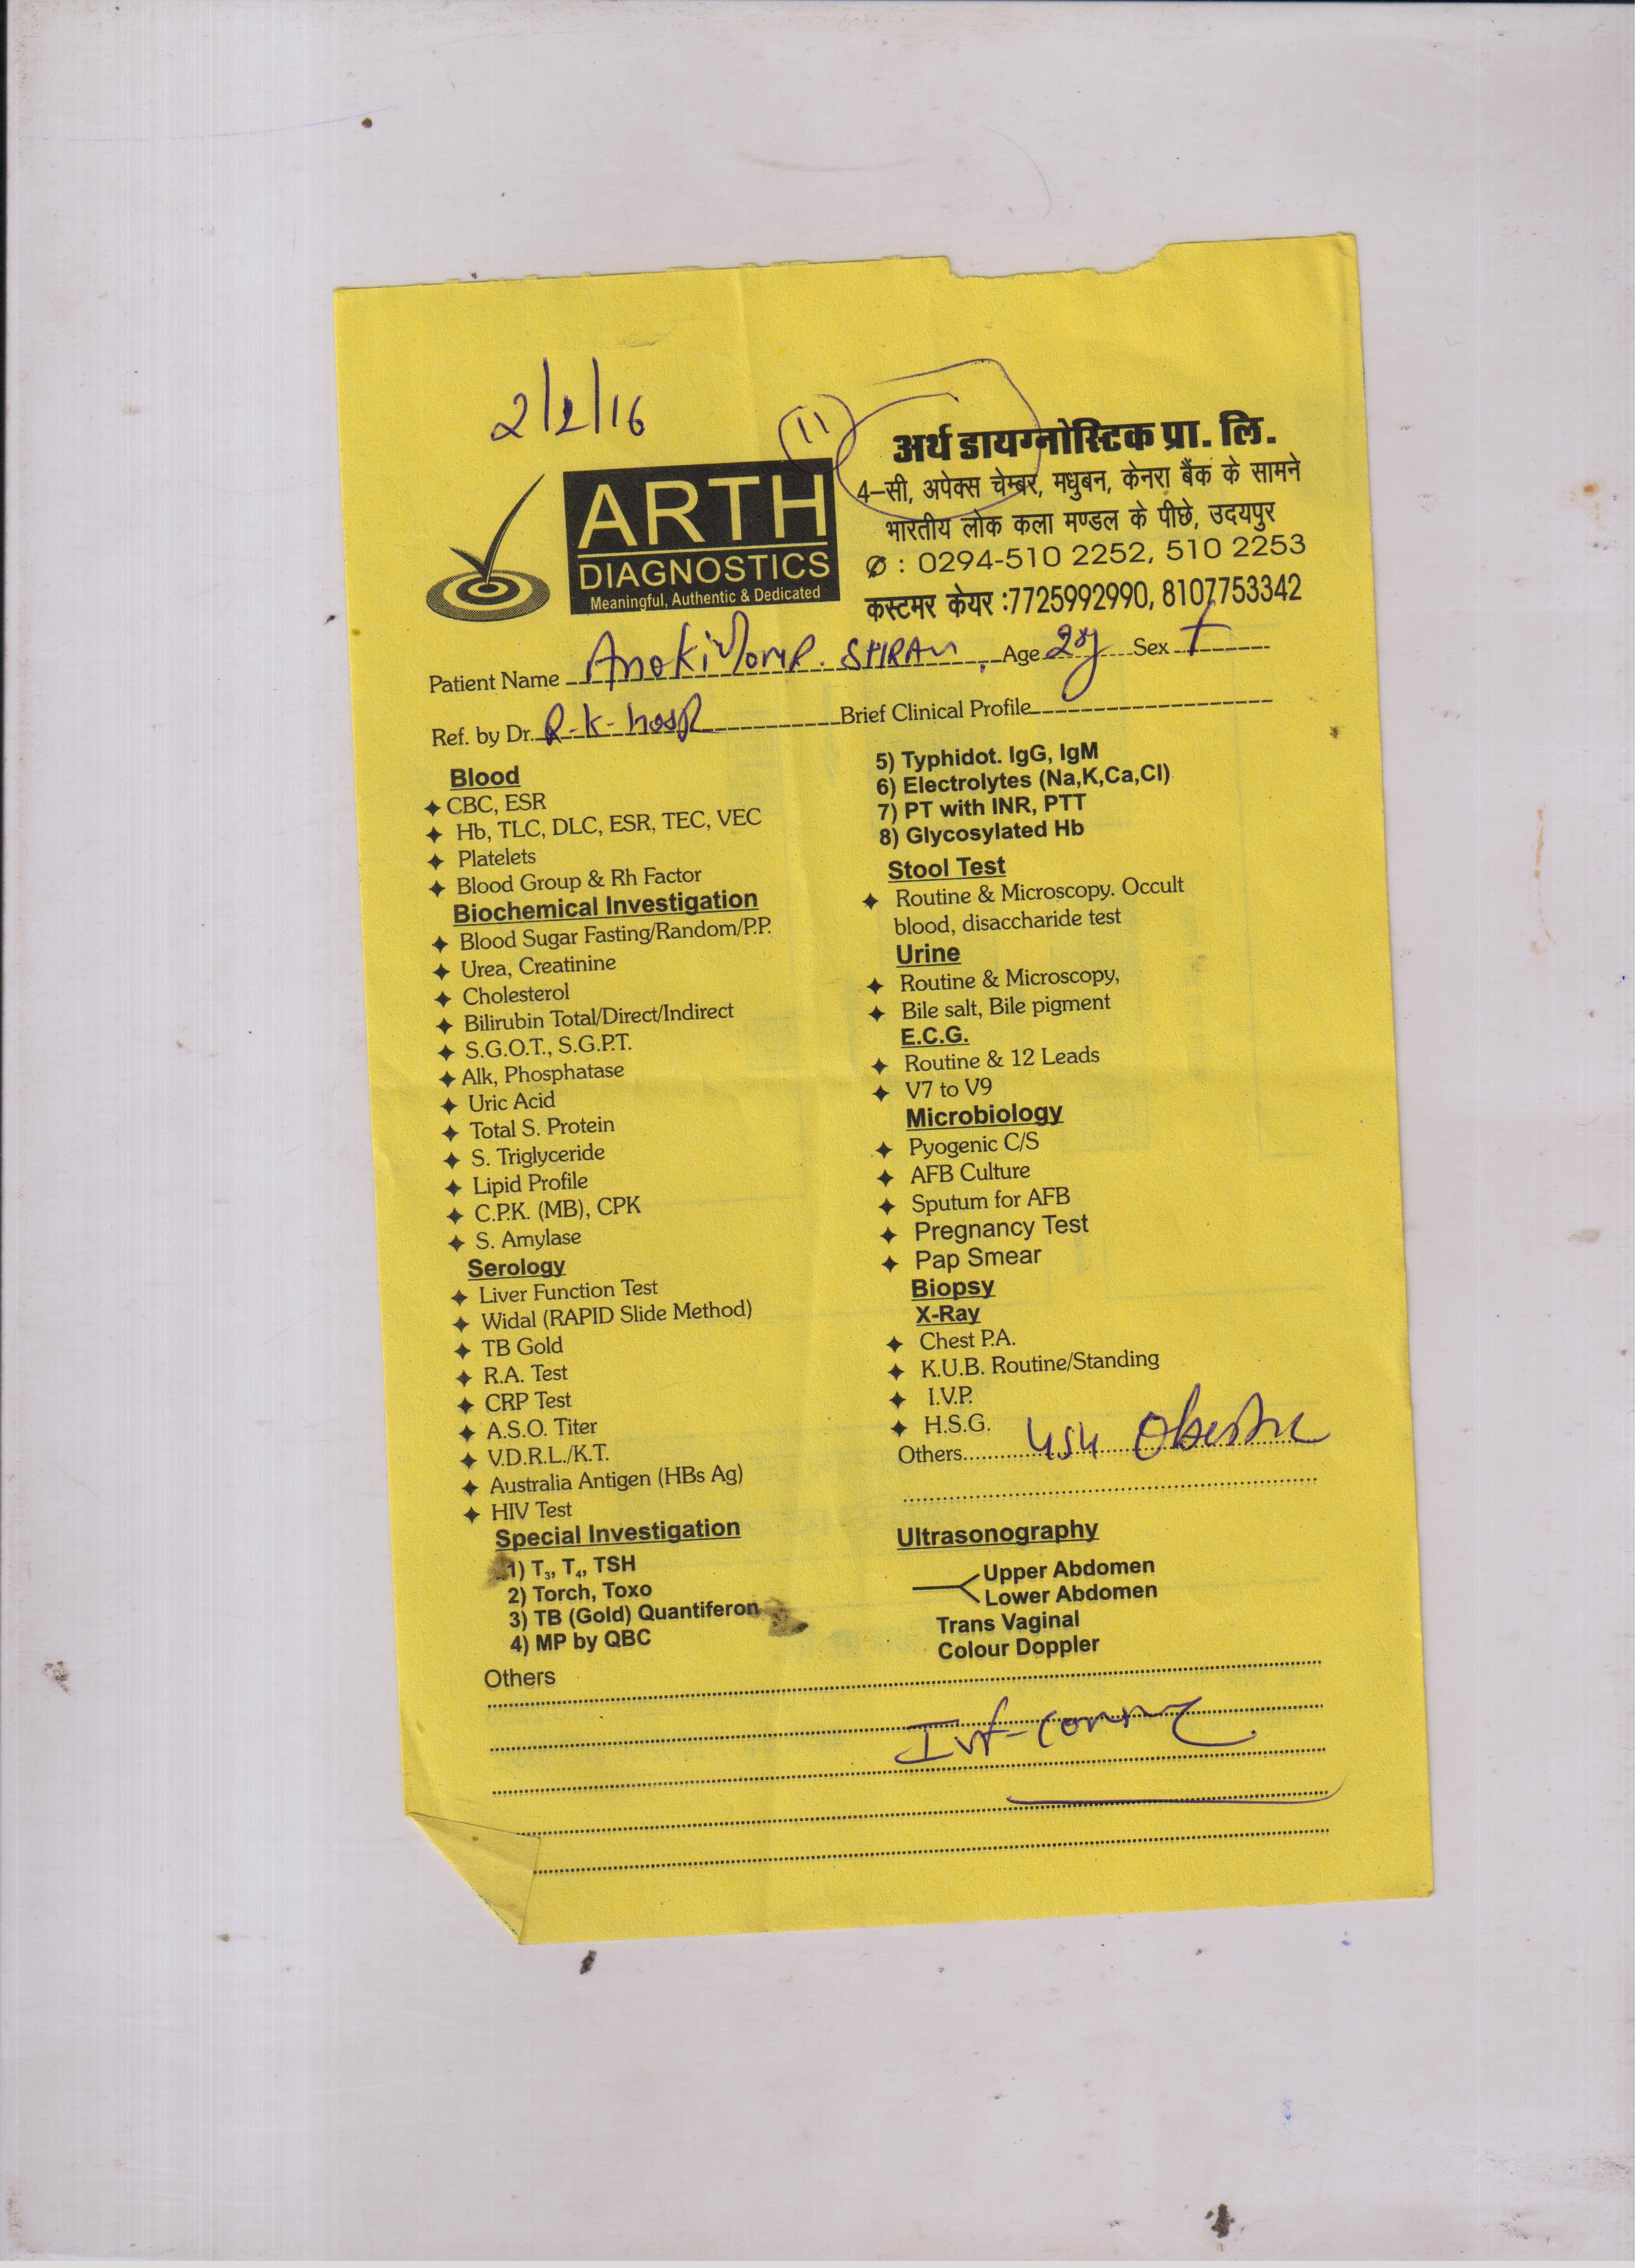 2/2/16
11
अर्थ डायग्नोस्टिक प्रा. लि.
4–सी, अपेक्स चेम्बर, मधुबन, केनरा बैंक के सामने
भारतीय लोक कला मण्डल के पीछे, उदयपुर
: 0294-510 2252, 510 2253
कस्टमर केयर :7725992990, 8107753342
ARTH
DIAGNOSTICS
Meaningful, Authentic & Dedicated
Patient Name Age Sex
Ref. by Dr. R-K- hosp Brief Clinical Profile
Blood
CBC, ESR
Hb, TLC, DLC, ESR, TEC, VEC
Platelets
Blood Group & Rh Factor
Biochemical Investigation
Blood Sugar Fasting/Random/P.P.
Urea, Creatinine
Cholesterol
Bilirubin Total/Direct/Indirect
S.G.O.T., S.G.P.T.
Alk, Phosphatase
Uric Acid
Total S. Protein
S. Triglyceride
Lipid Profile
C.P.K. (MB), CPK
S. Amylase
Serology
Liver Function Test
Widal (RAPID Slide Method)
TB Gold
R.A. Test
CRP Test
A.S.O. Titer
V.D.R.L./K.T.
Australia Antigen (HBs Ag)
HIV Test
Special Investigation
1) T₃, T₄, TSH
2) Torch, Toxo
3) TB (Gold) Quantiferon
4) MP by QBC
5) Typhidot. IgG, IgM
6) Electrolytes (Na,K,Ca,Cl)
7) PT with INR, PTT
8) Glycosylated Hb
Stool Test
Routine & Microscopy. Occult
blood, disaccharide test
Urine
Routine & Microscopy,
Bile salt, Bile pigment
E.C.G.
Routine & 12 Leads
V7 to V9
Microbiology
Pyogenic C/S
AFB Culture
Sputum for AFB
Pregnancy Test
Pap Smear
Biopsy
X-Ray
Chest P.A.
K.U.B. Routine/Standing
I.V.P.
H.S.G.
Others
Ultrasonography
Upper Abdomen
Lower Abdomen
Trans Vaginal
Colour Doppler
Others